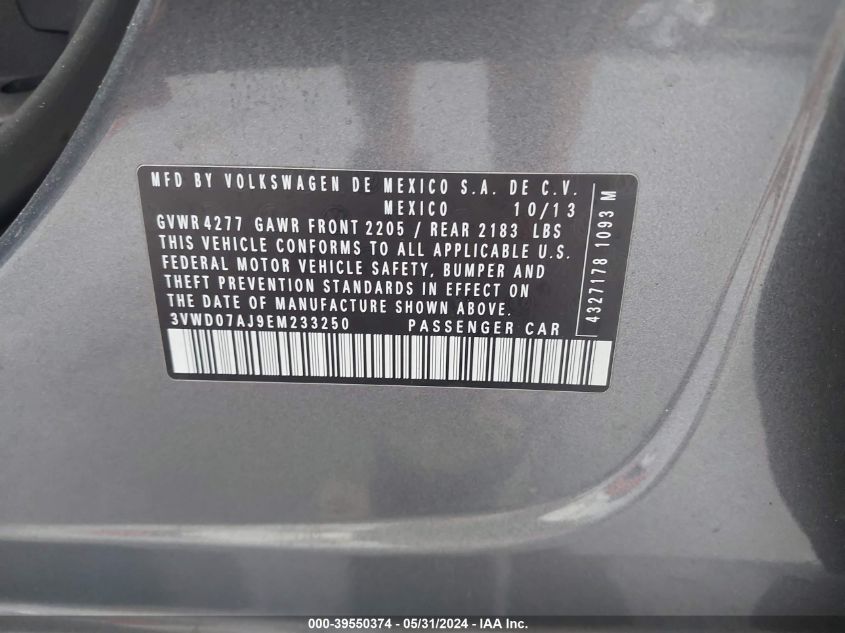 MFD BY VOLKSWAGEN DE MEXICO S.A. DE C.V.
MEXICO 10/13
GVWR 4277 GAWR FRONT 2205 / REAR 2183 LBS
THIS VEHICLE CONFORMS TO ALL APPLICABLE U.S.
FEDERAL MOTOR VEHICLE SAFETY, BUMPER AND
THEFT PREVENTION STANDARDS IN EFFECT ON
THE DATE OF MANUFACTURE SHOWN ABOVE.
3VWD07AJ9EM233250 PASSENGER CAR
4327178 1093 M
000-39550374 - 05/31/2024 - IAA Inc.